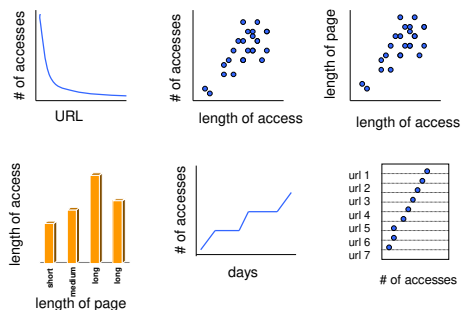 # of accesses
URL
# of accesses
length of access
length of page
length of access
length of access
short
medium
long
long
length of page
# of accesses
days
url 1
url 2
url 3
url 4
url 5
url 6
url 7
# of accesses